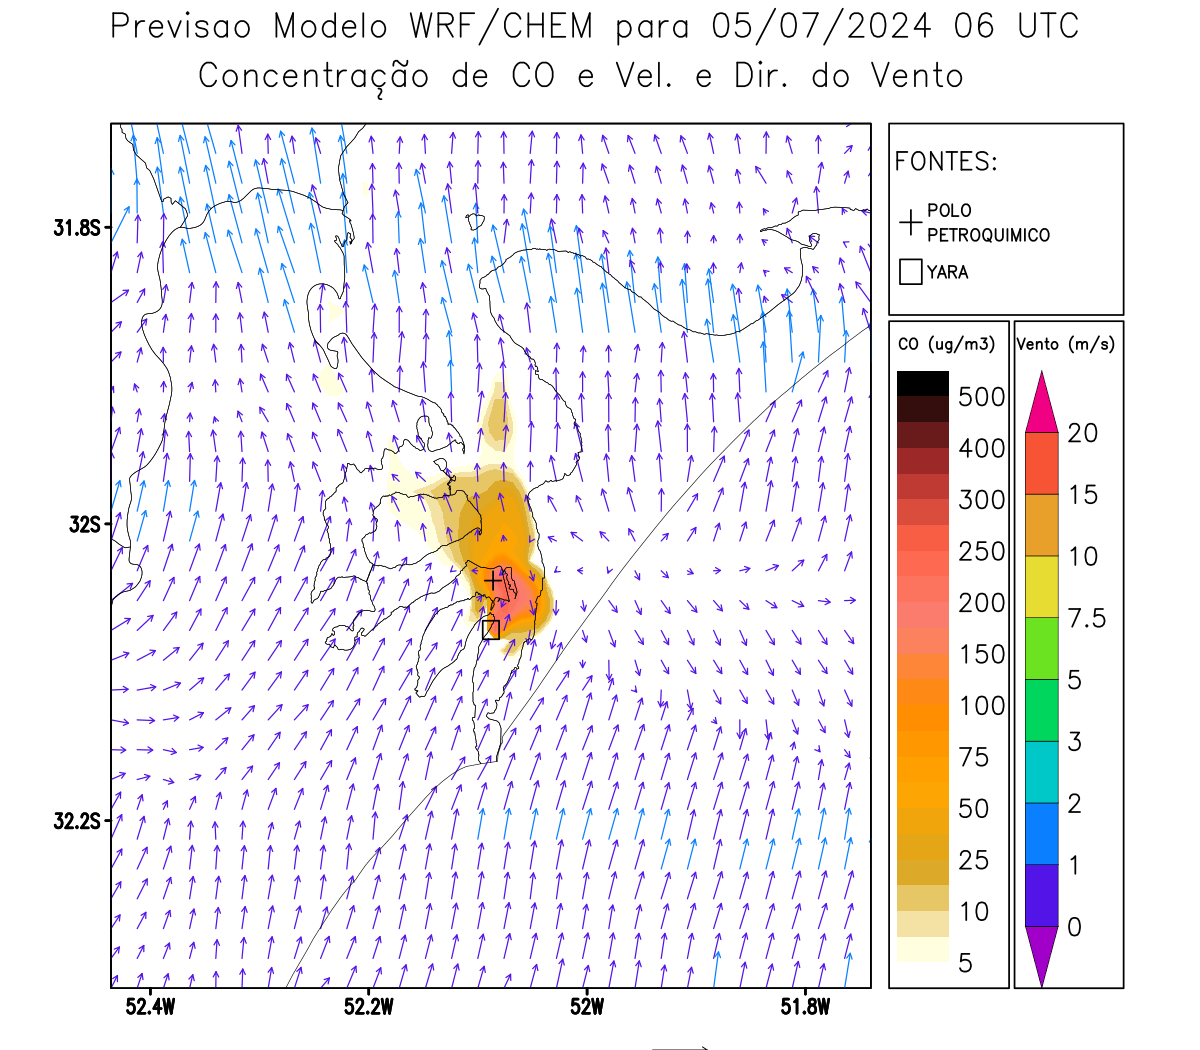 Previsao Modelo WRF/CHEM para 05/07/2024 06 UTC
Concentração de CO e Vel. e Dir. do Vento
FONTES:
POLO
PETROQUIMICO
YARA
31.8S
32S
32.2S
52.4W
52.2W
52W
51.8W
CO (ug/m3)
500
400
300
250
200
150
100
75
50
25
10
5
Vento (m/s)
20
15
10
7.5
5
3
2
1
0